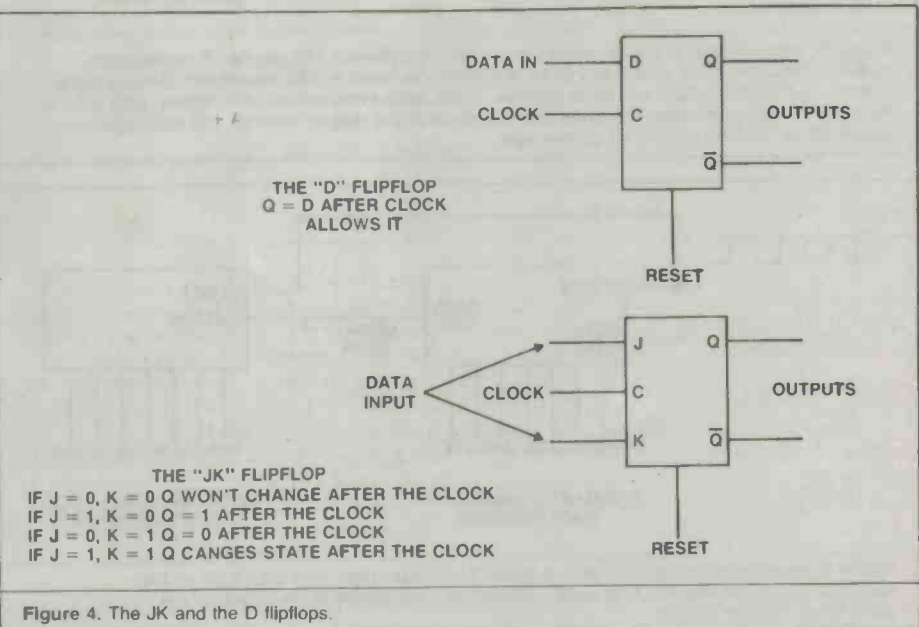 DATA IN
D
Q
CLOCK
C
OUTPUTS
Q̅
THE "D" FLIPFLOP
Q = D AFTER CLOCK
ALLOWS IT
RESET
J
Q
DATA
INPUT
CLOCK
C
OUTPUTS
K
Q̅
THE "JK" FLIPFLOP
IF J = 0, K = 0 Q WON'T CHANGE AFTER THE CLOCK
IF J = 1, K = 0 Q = 1 AFTER THE CLOCK
IF J = 0, K = 1 Q = 0 AFTER THE CLOCK
IF J = 1, K = 1 Q CANGES STATE AFTER THE CLOCK
RESET
Figure 4. The JK and the D flipflops.